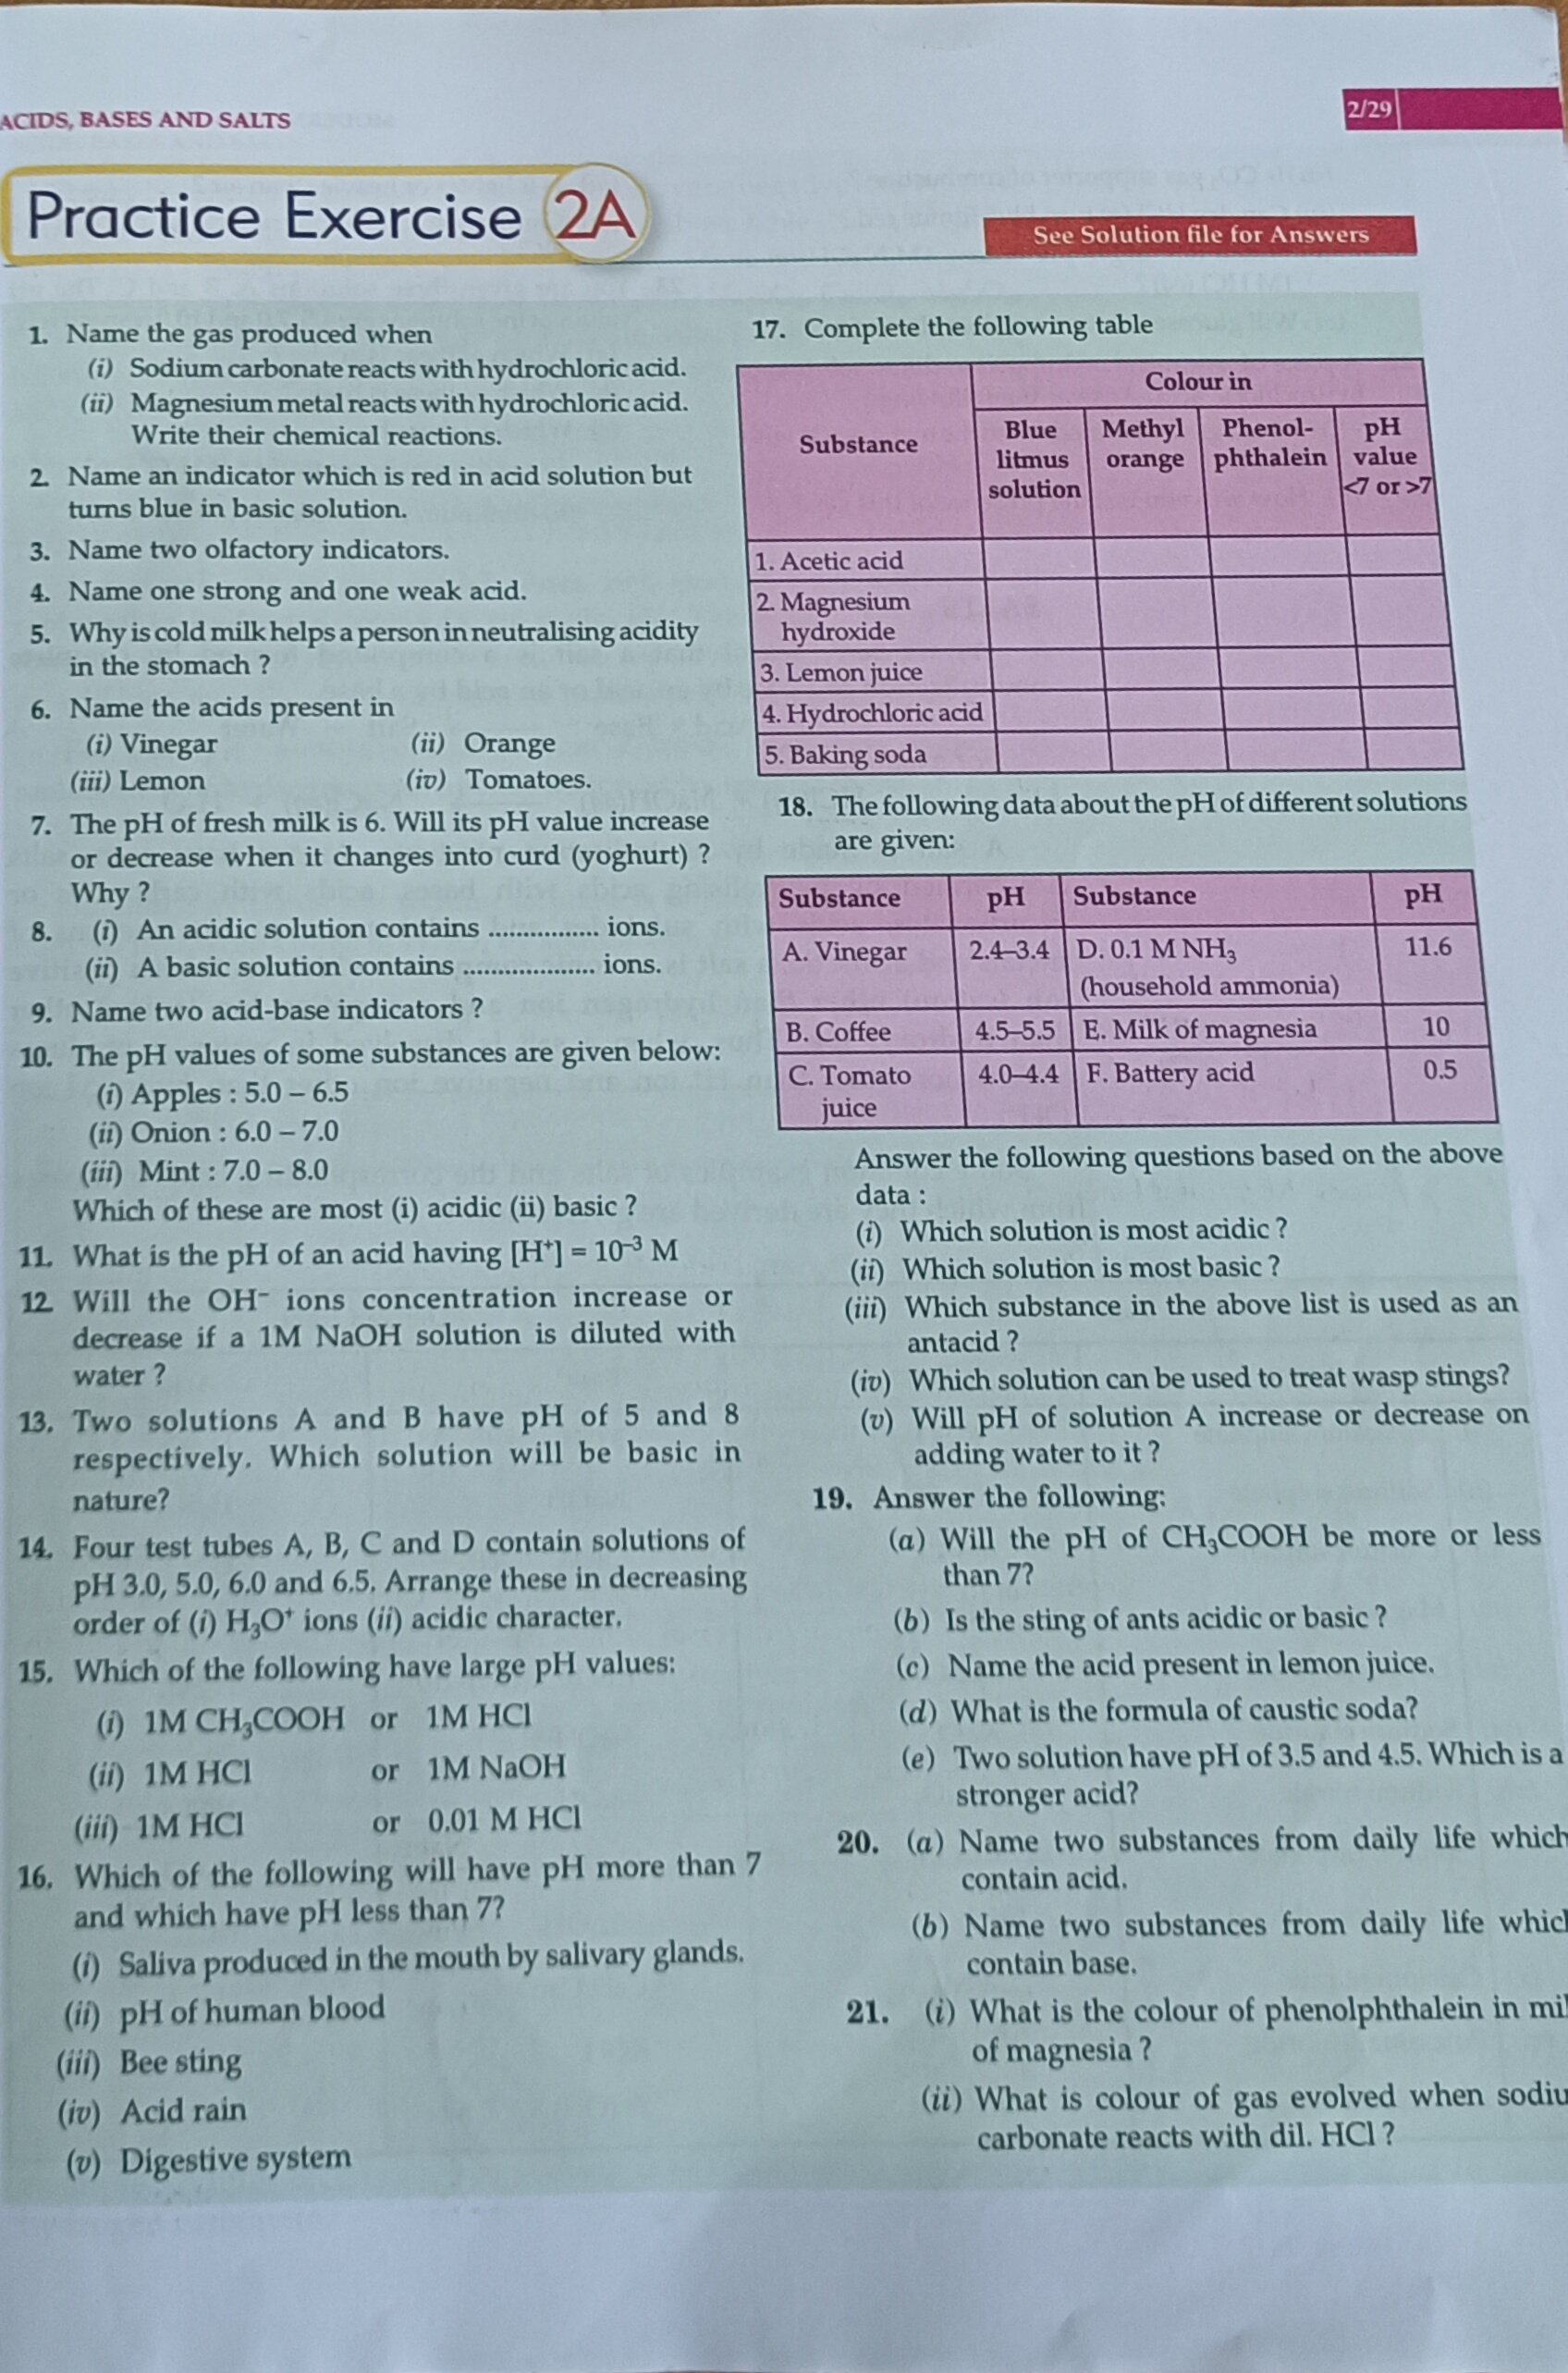 ACIDS, BASES AND SALTS
2/29
Practice Exercise 2A
See Solution file for Answers
1. Name the gas produced when
(i) Sodium carbonate reacts with hydrochloric acid.
(ii) Magnesium metal reacts with hydrochloric acid.
Write their chemical reactions.
2. Name an indicator which is red in acid solution but
turns blue in basic solution.
3. Name two olfactory indicators.
4. Name one strong and one weak acid.
5. Why is cold milk helps a person in neutralising acidity
in the stomach ?
6. Name the acids present in
(i) Vinegar (ii) Orange
(iii) Lemon (iv) Tomatoes.
7. The pH of fresh milk is 6. Will its pH value increase
or decrease when it changes into curd (yoghurt) ?
Why ?
8. (i) An acidic solution contains ................ ions.
(ii) A basic solution contains ................... ions.
9. Name two acid-base indicators ?
10. The pH values of some substances are given below:
(i) Apples : 5.0 – 6.5
(ii) Onion : 6.0 – 7.0
(iii) Mint : 7.0 – 8.0
Which of these are most (i) acidic (ii) basic ?
11. What is the pH of an acid having [H⁺] = 10⁻³ M
12. Will the OH⁻ ions concentration increase or
decrease if a 1M NaOH solution is diluted with
water ?
13. Two solutions A and B have pH of 5 and 8
respectively. Which solution will be basic in
nature?
14. Four test tubes A, B, C and D contain solutions of
pH 3.0, 5.0, 6.0 and 6.5. Arrange these in decreasing
order of (i) H₃O⁺ ions (ii) acidic character.
15. Which of the following have large pH values:
(i) 1M CH₃COOH or 1M HCl
(ii) 1M HCl or 1M NaOH
(iii) 1M HCl or 0.01 M HCl
16. Which of the following will have pH more than 7
and which have pH less than 7?
(i) Saliva produced in the mouth by salivary glands.
(ii) pH of human blood
(iii) Bee sting
(iv) Acid rain
(v) Digestive system
17. Complete the following table
Colour in
Substance
Blue litmus solution
Methyl orange
Phenol-phthalein
pH value <7 or >7
1. Acetic acid
2. Magnesium
hydroxide
3. Lemon juice
4. Hydrochloric acid
5. Baking soda
18. The following data about the pH of different solutions
are given:
Substance pH Substance pH
A. Vinegar 2.4–3.4 D. 0.1 M NH₃ 11.6
(household ammonia)
B. Coffee 4.5–5.5 E. Milk of magnesia 10
C. Tomato 4.0–4.4 F. Battery acid 0.5
juice
Answer the following questions based on the above
data :
(i) Which solution is most acidic ?
(ii) Which solution is most basic ?
(iii) Which substance in the above list is used as an
antacid ?
(iv) Which solution can be used to treat wasp stings?
(v) Will pH of solution A increase or decrease on
adding water to it ?
19. Answer the following:
(a) Will the pH of CH₃COOH be more or less
than 7?
(b) Is the sting of ants acidic or basic ?
(c) Name the acid present in lemon juice.
(d) What is the formula of caustic soda?
(e) Two solution have pH of 3.5 and 4.5. Which is a
stronger acid?
20. (a) Name two substances from daily life which
contain acid.
(b) Name two substances from daily life whic
contain base.
21. (i) What is the colour of phenolphthalein in mil
of magnesia ?
(ii) What is colour of gas evolved when sodiu
carbonate reacts with dil. HCl ?